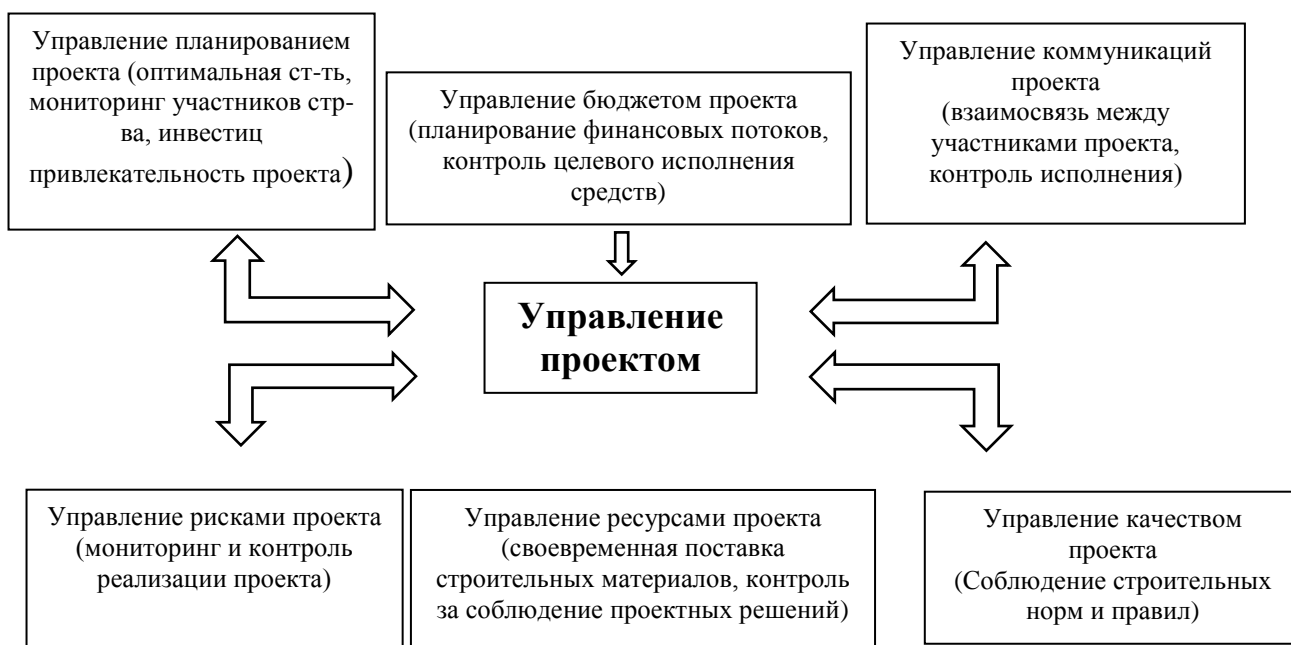 Управление планированием
проекта (оптимальная ст-ть,
мониторинг участников стр-
ва, инвестиц
привлекательность проекта)
Управление бюджетом проекта
(планирование финансовых потоков,
контроль целевого исполнения
средств)
Управление коммуникаций
проекта
(взаимосвязь между
участниками проекта,
контроль исполнения)
Управление
проектом
Управление рисками проекта
(мониторинг и контроль
реализации проекта)
Управление ресурсами проекта
(своевременная поставка
строительных материалов, контроль
за соблюдение проектных решений)
Управление качеством
проекта
(Соблюдение строительных
норм и правил)